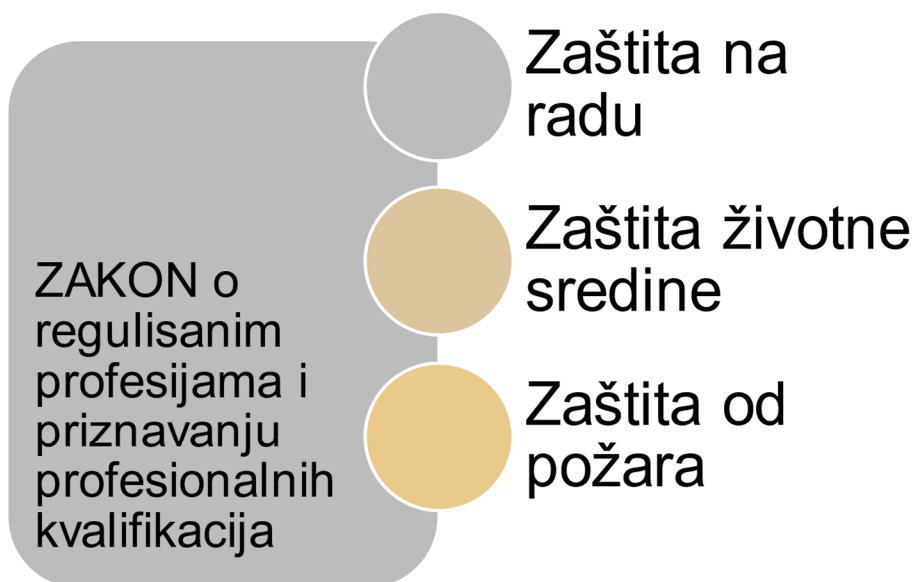 ZAKON o
regulisanim
profesijama i
priznavanju
profesionalnih
kvalifikacija
Zaštita na
radu
Zaštita životne
sredine
Zaštita od
požara